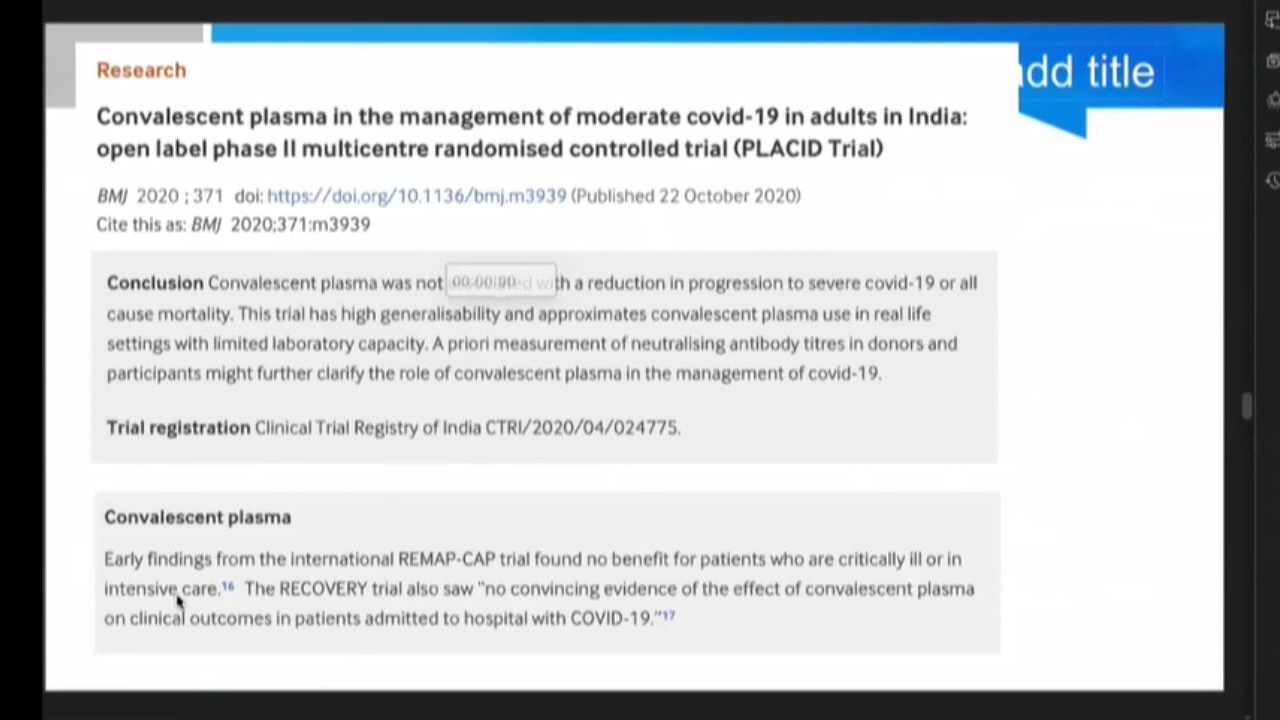 dd title
Research
Convalescent plasma in the management of moderate covid-19 in adults in India:
open label phase II multicentre randomised controlled trial (PLACID Trial)
BMJ 2020 ; 371 doi: https://doi.org/10.1136/bmj.m3939 (Published 22 October 2020)
Cite this as: BMJ 2020;371:m3939
Conclusion Convalescent plasma was not 00:00:00 with a reduction in progression to severe covid-19 or all
cause mortality. This trial has high generalisability and approximates convalescent plasma use in real life
settings with limited laboratory capacity. A priori measurement of neutralising antibody titres in donors and
participants might further clarify the role of convalescent plasma in the management of covid-19.
Trial registration Clinical Trial Registry of India CTRI/2020/04/024775.
Convalescent plasma
Early findings from the international REMAP-CAP trial found no benefit for patients who are critically ill or in
intensive care.16 The RECOVERY trial also saw "no convincing evidence of the effect of convalescent plasma
on clinical outcomes in patients admitted to hospital with COVID-19."17